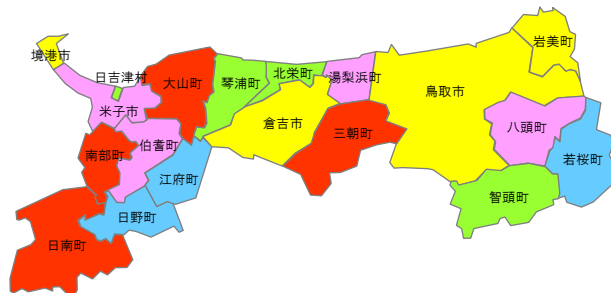 岩美町
境港市
日吉津村
大山町
琴浦町
北栄町
湯梨浜町
鳥取市
米子市
倉吉市
三朝町
八頭町
南部町
伯耆町
江府町
若桜町
智頭町
日野町
日南町